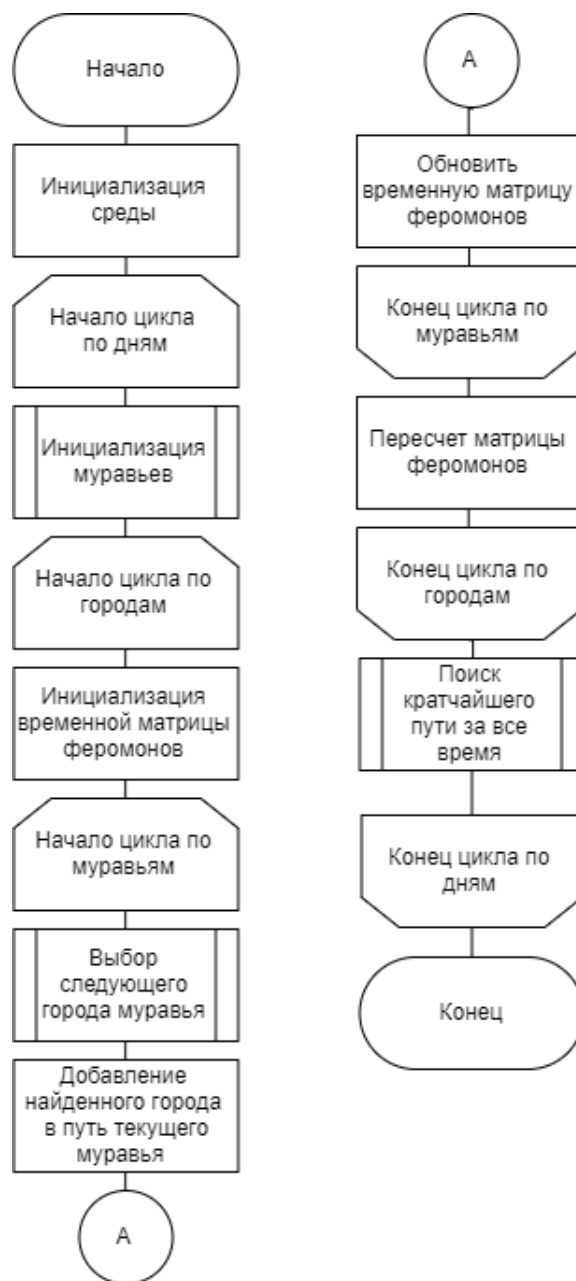 Начало
Инициализация
среды
Начало цикла
по дням
Инициализация
муравьев
Начало цикла по
городам
Инициализация
временной матрицы
феромонов
Начало цикла по
муравьям
Выбор
следующего
города муравья
Добавление
найденного города
в путь текущего
муравья
А
А
Обновить
временную матрицу
феромонов
Конец цикла по
муравьям
Пересчет матрицы
феромонов
Конец цикла по
городам
Поиск
кратчайшего
пути за все
время
Конец цикла по
дням
Конец